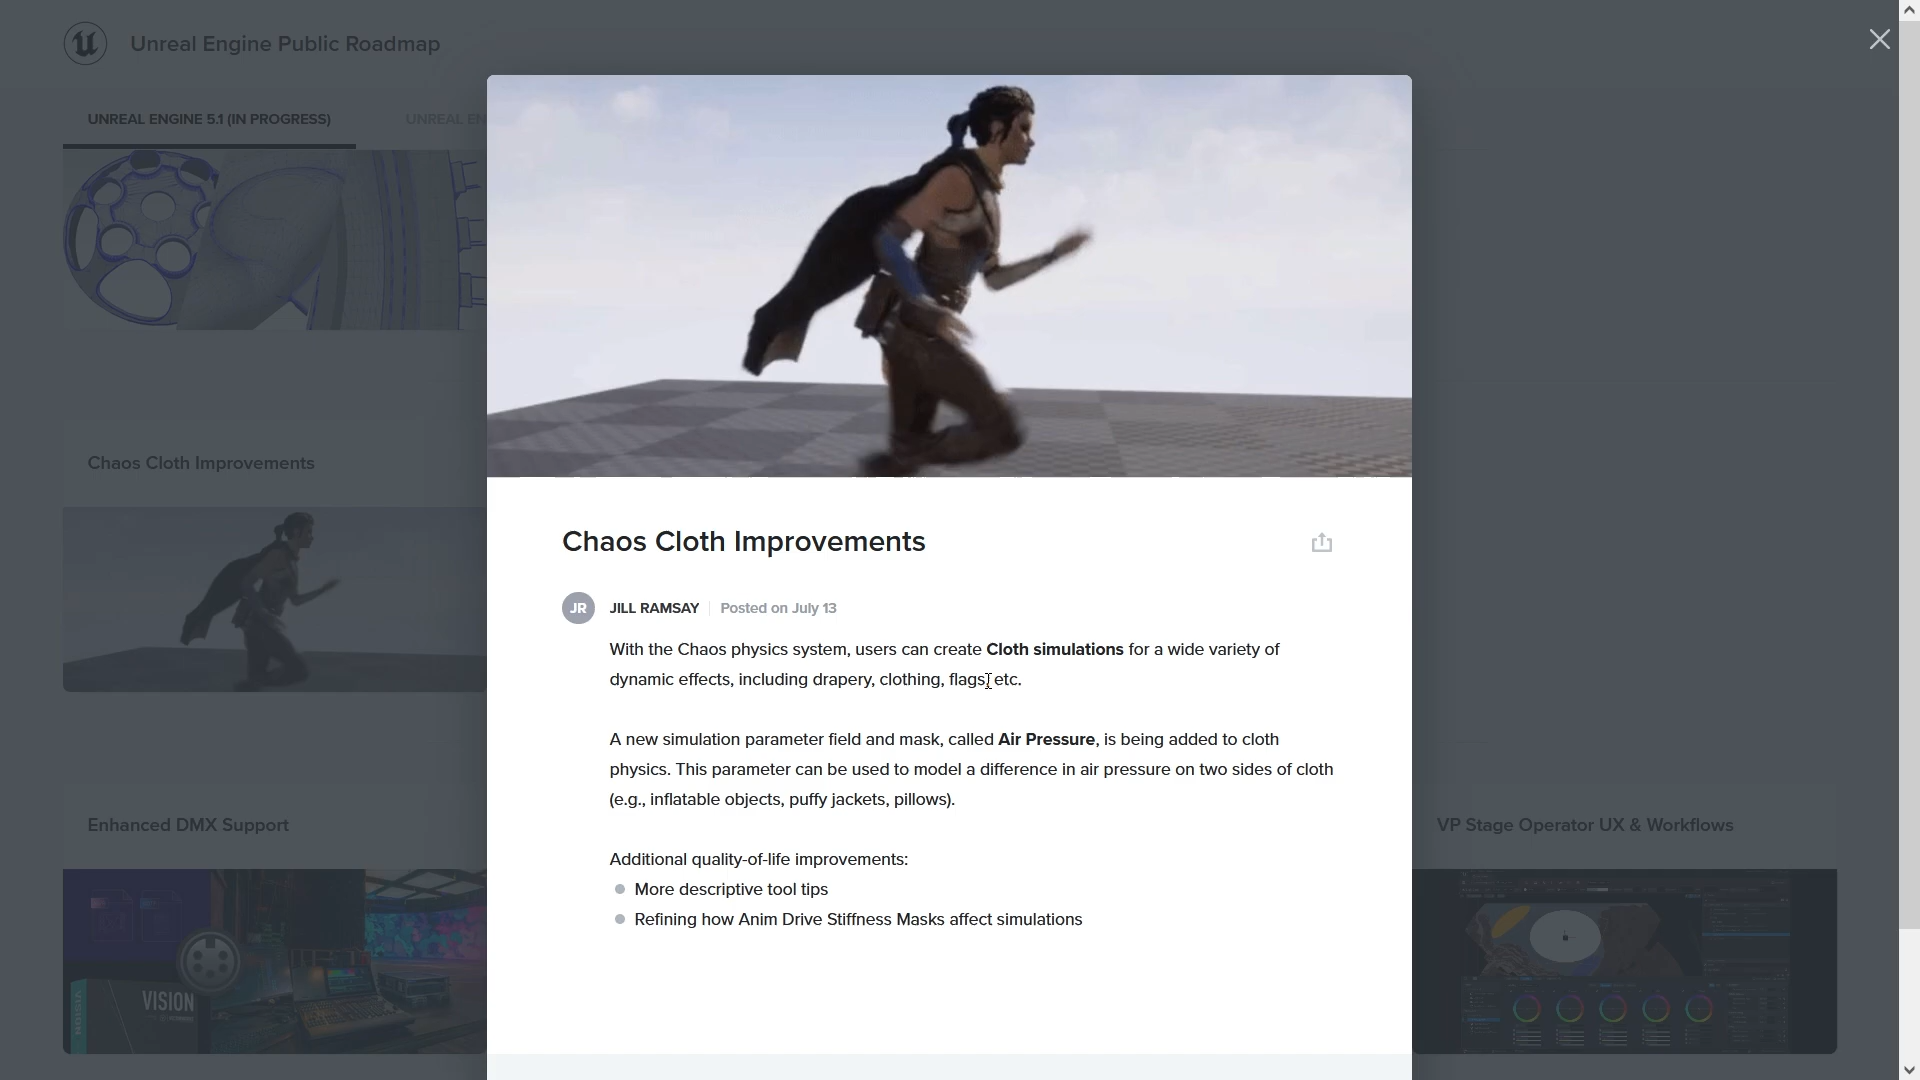 Unreal Engine Public Roadmap
UNREAL ENGINE 5.1 (IN PROGRESS)
UNREAL EN
Chaos Cloth Improvements
Enhanced DMX Support
VISION
VISION
Chaos Cloth Improvements
JR
JILL RAMSAY
Posted on July 13
With the Chaos physics system, users can create Cloth simulations for a wide variety of
dynamic effects, including drapery, clothing, flags, etc.
A new simulation parameter field and mask, called Air Pressure, is being added to cloth
physics. This parameter can be used to model a difference in air pressure on two sides of cloth
(e.g., inflatable objects, puffy jackets, pillows).
Additional quality-of-life improvements:
More descriptive tool tips
Refining how Anim Drive Stiffness Masks affect simulations
VP Stage Operator UX & Workflows